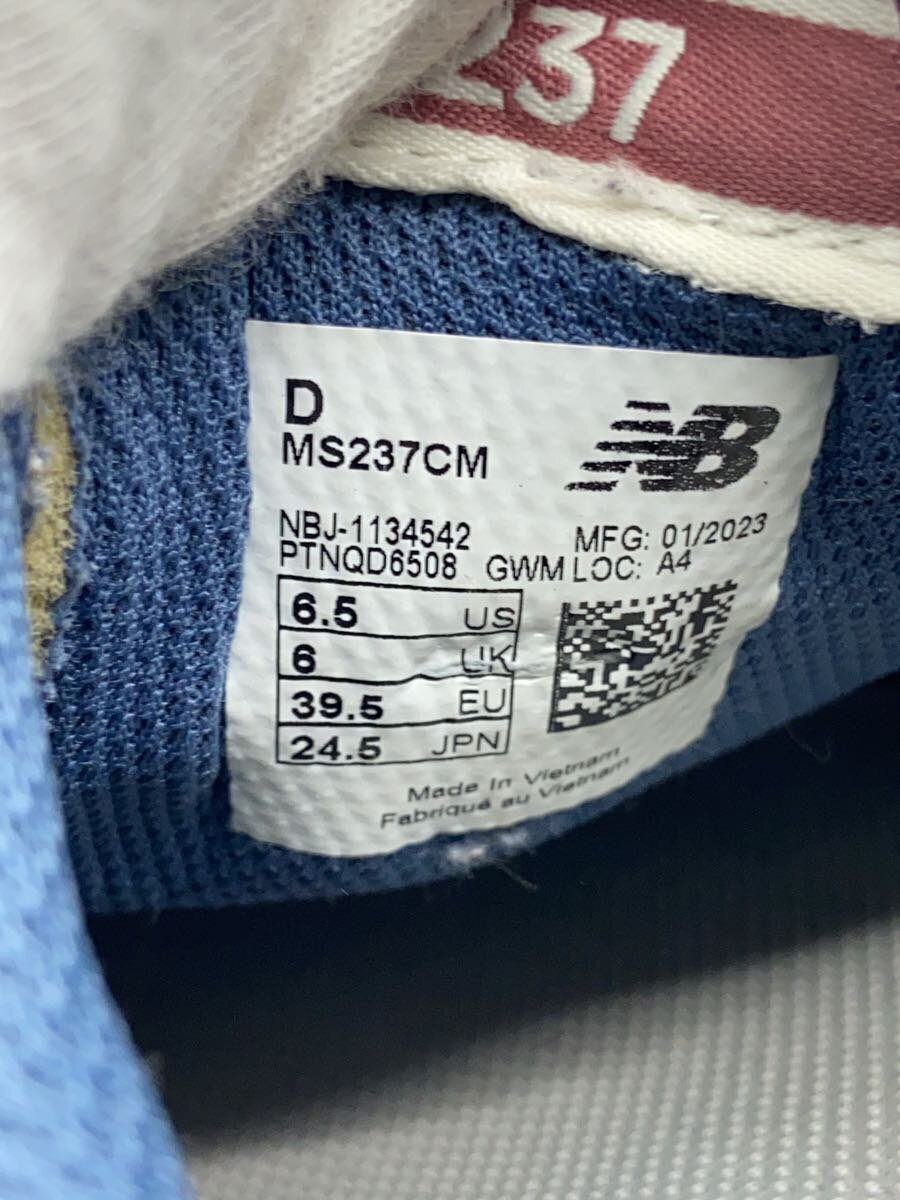 237
D
MS237CM
NB
NBJ-1134542 MFG: 01/2023
PTNQD6508 GWM LOC: A4
6.5 US
6 UK
39.5 EU
24.5 JPN
Made In Vietnam
Fabriqué au Vietnam